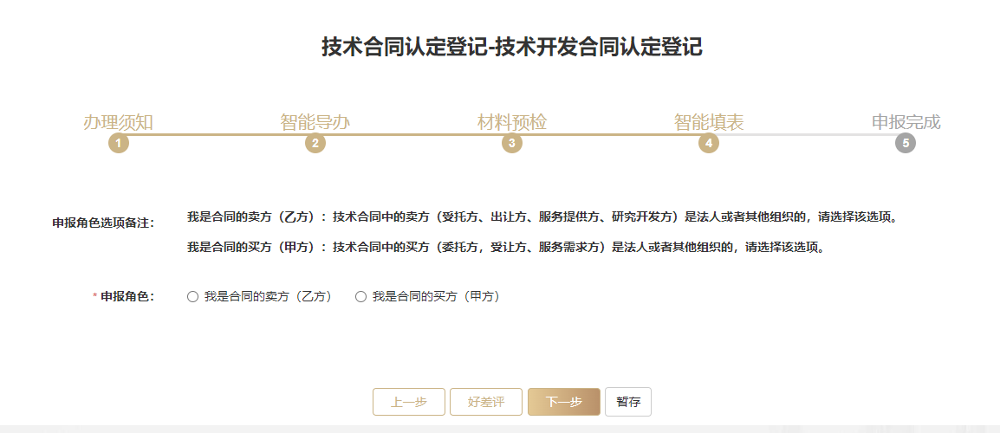 技术合同认定登记-技术开发合同认定登记
办理须知 智能导办 材料预检 智能填表 申报完成
1 2 3 4 5
申报角色选项备注： 我是合同的卖方（乙方）：技术合同中的卖方（受托方、出让方、服务提供方、研究开发方）是法人或者其他组织的，请选择该选项。
我是合同的买方（甲方）：技术合同中的买方（委托方，受让方、服务需求方）是法人或者其他组织的，请选择该选项。
* 申报角色： 我是合同的卖方（乙方） 我是合同的买方（甲方）
上一步 好差评 下一步 暂存